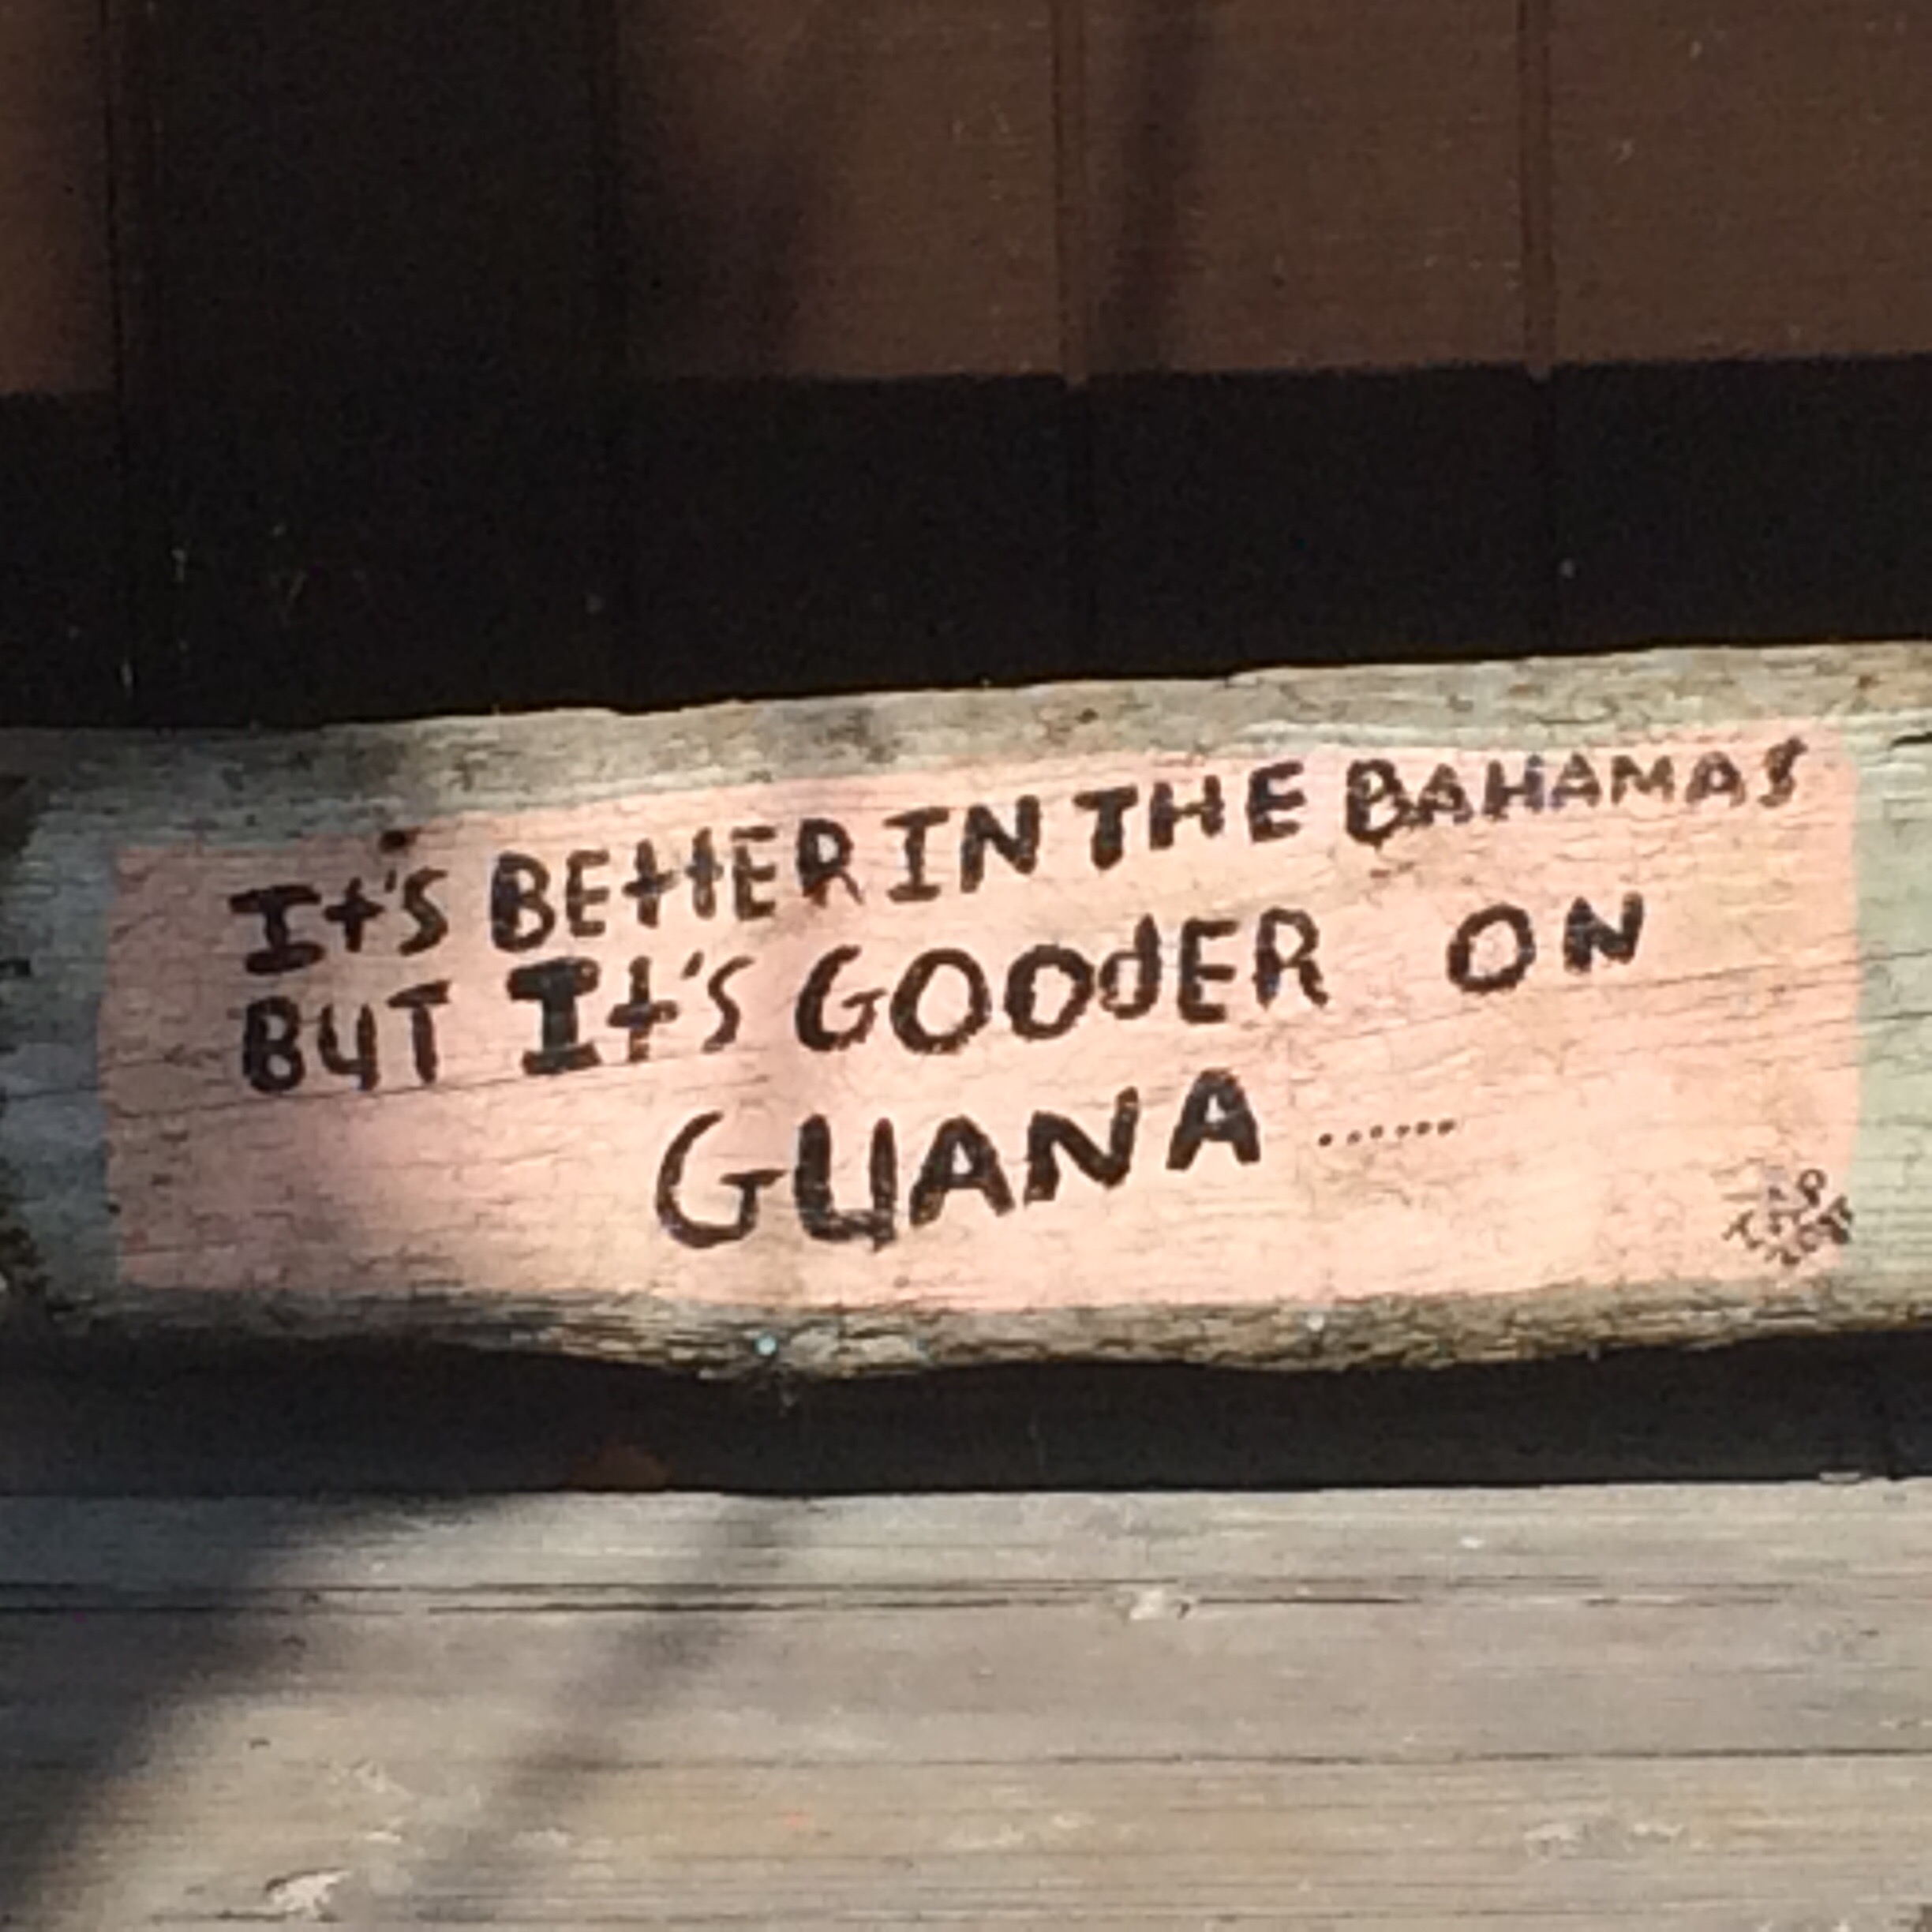 It'S BEttER IN THE BAHAMAS
BUT It'S GOOdER ON
GUANA ......